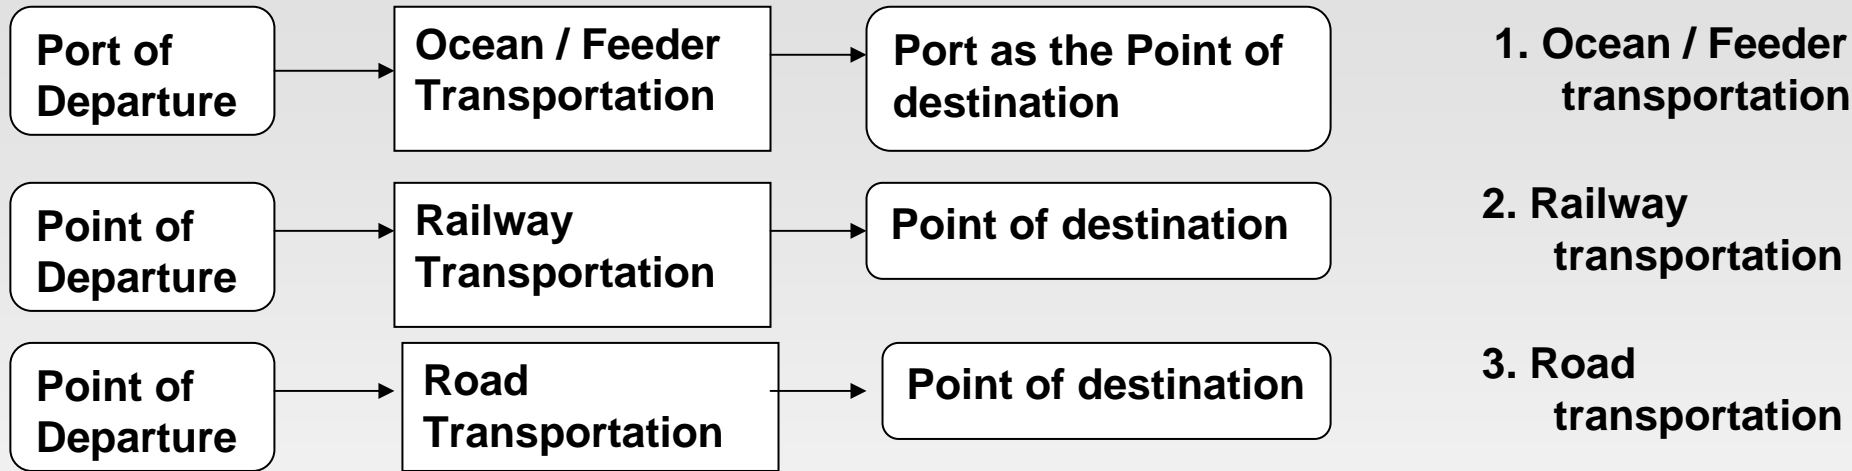 Port of
Departure
Ocean / Feeder
Transportation
Port as the Point of
destination
1. Ocean / Feeder
transportation
Point of
Departure
Railway
Transportation
Point of destination
2. Railway
transportation
Point of
Departure
Road
Transportation
Point of destination
3. Road
transportation